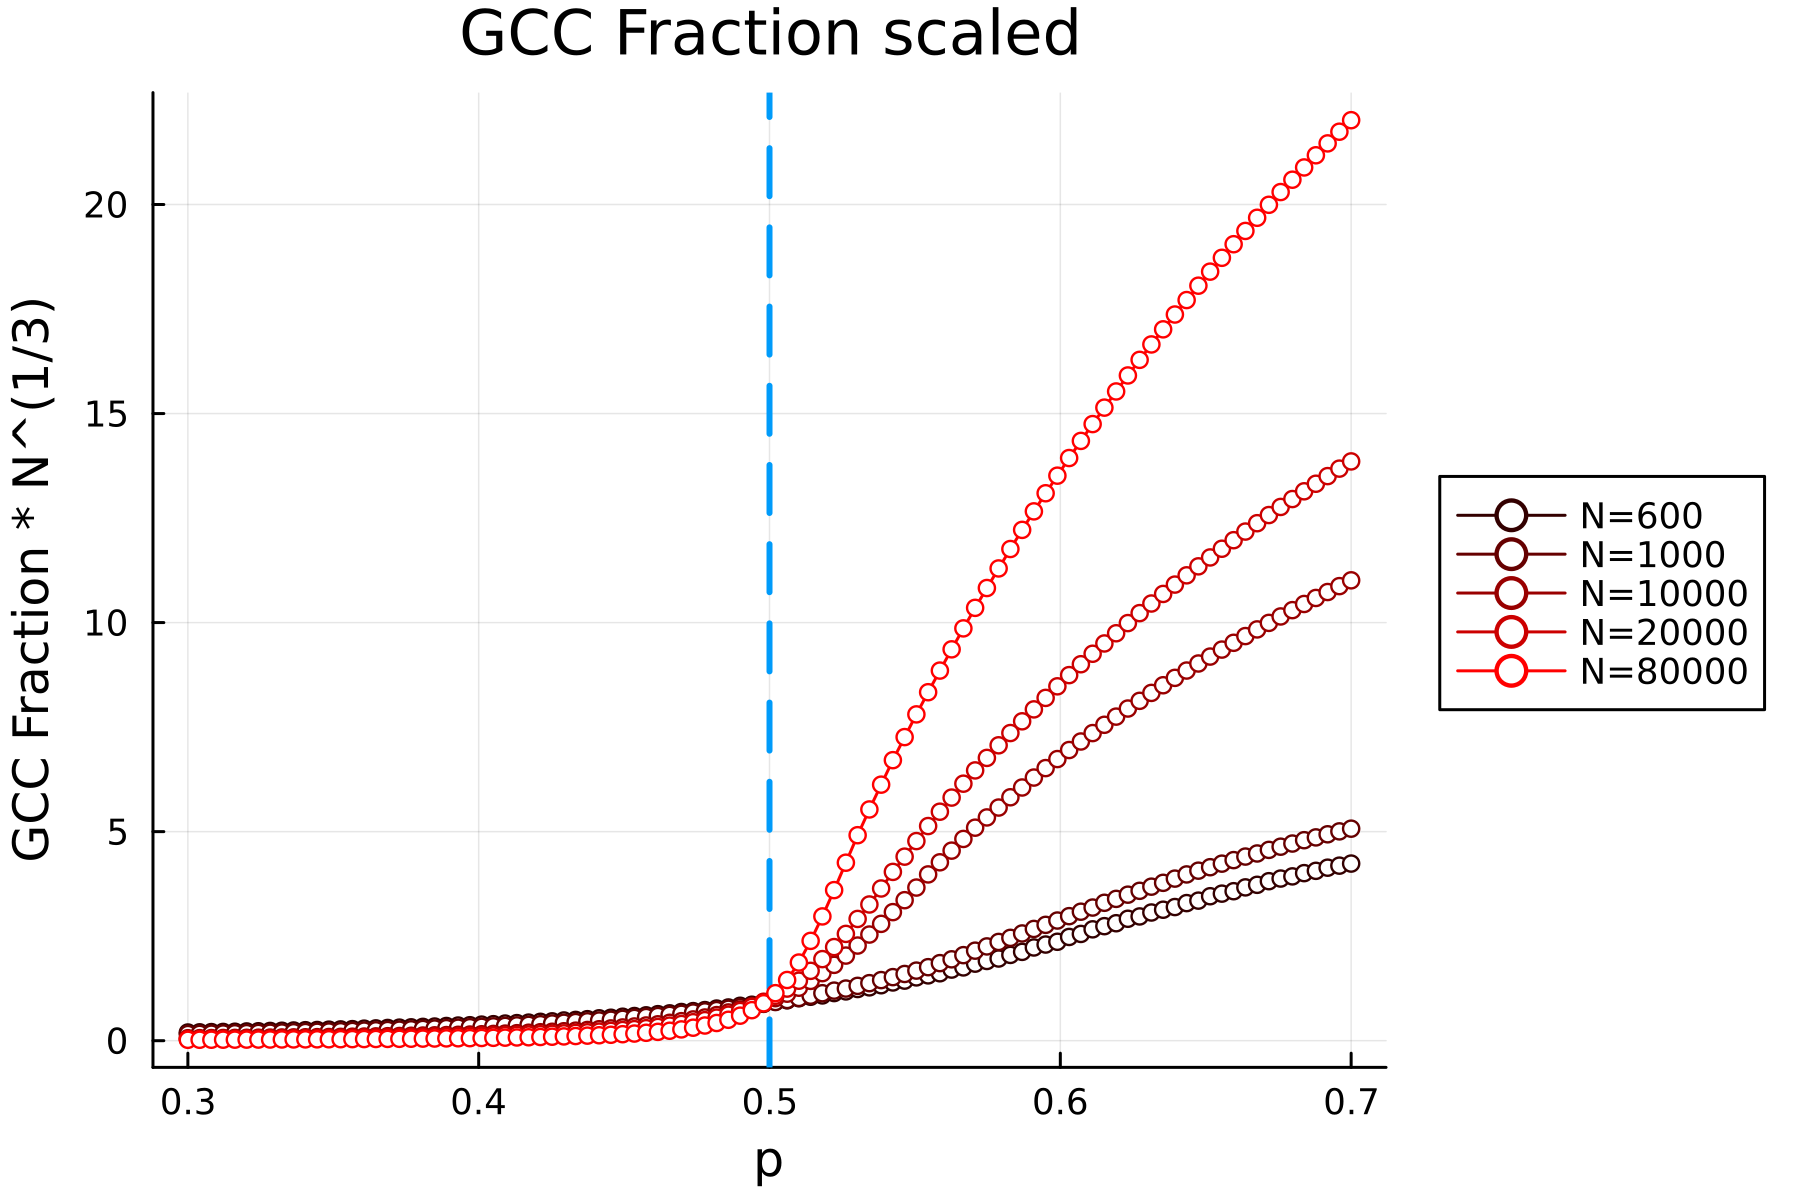 GCC Fraction scaled
GCC Fraction * N^(1/3)
20
15
10
5
0
0.3
0.4
0.5
0.6
0.7
p
N=600
N=1000
N=10000
N=20000
N=80000